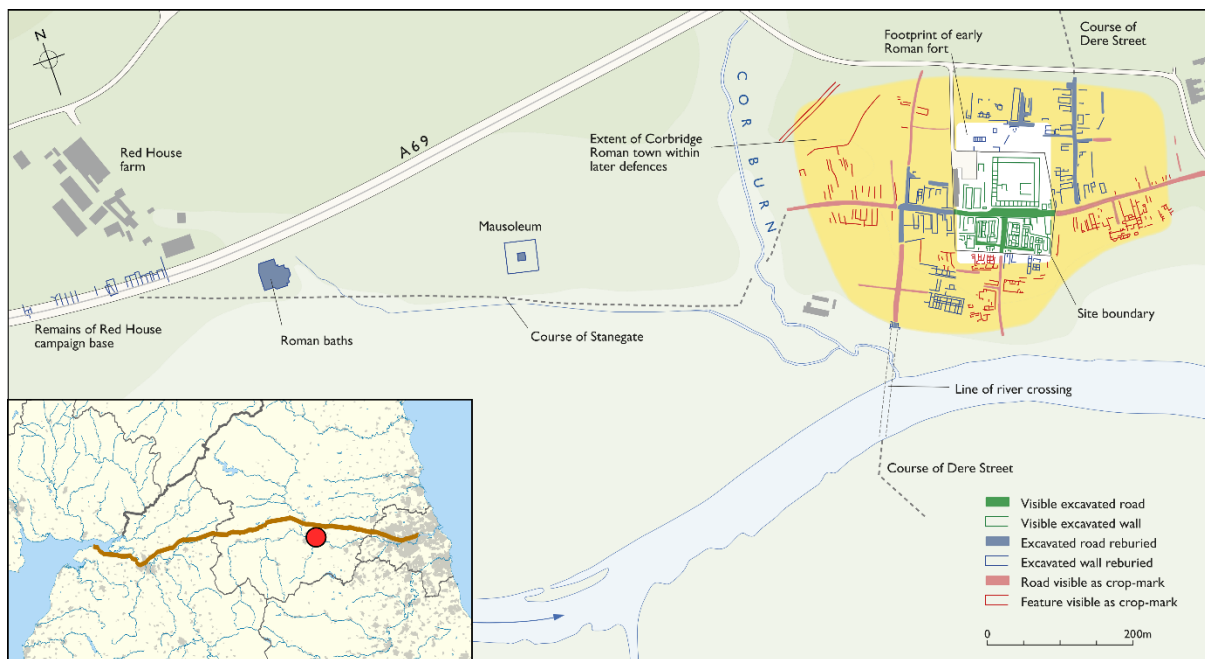 N
Red House
farm
A69
COR BURN
Mausoleum
Remains of Red House
campaign base
Roman baths
Course of Stanegate
Footprint of early
Roman fort
Course of
Dere Street
Extent of Corbridge
Roman town within
later defences
Site boundary
Line of river crossing
Course of Dere Street
Visible excavated road
Visible excavated wall
Excavated road reburied
Excavated wall reburied
Road visible as crop-mark
Feature visible as crop-mark
0 200m